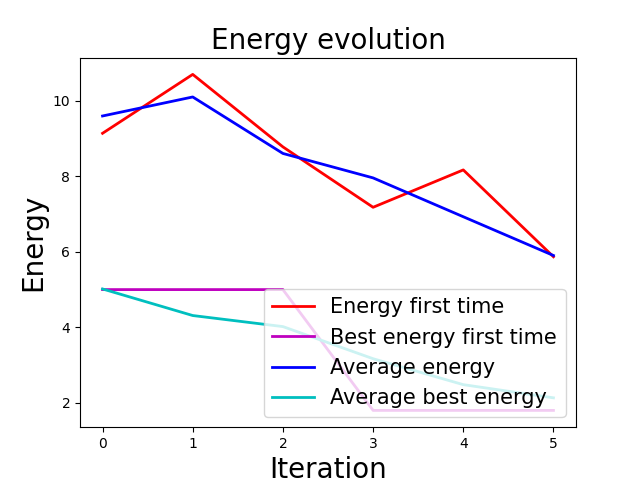 Energy evolution
Energy
10
8
6
4
2
Energy first time
Best energy first time
Average energy
Average best energy
0 1 2 3 4 5
Iteration